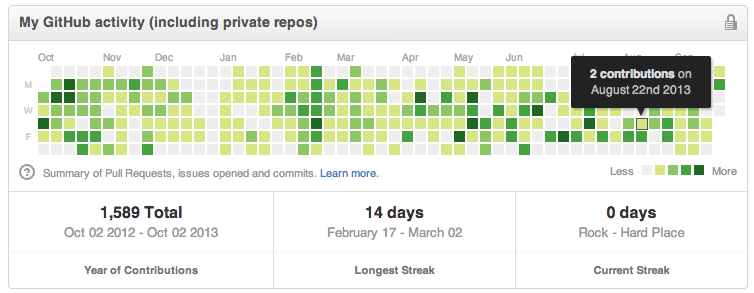 My GitHub activity (including private repos)
Oct Nov Dec Jan Feb Mar Apr May Jun
2 contributions on
August 22nd 2013
M
W
F
? Summary of Pull Requests, issues opened and commits. Learn more.
Less More
1,589 Total
Oct 02 2012 - Oct 02 2013
Year of Contributions
14 days
February 17 - March 02
Longest Streak
0 days
Rock - Hard Place
Current Streak